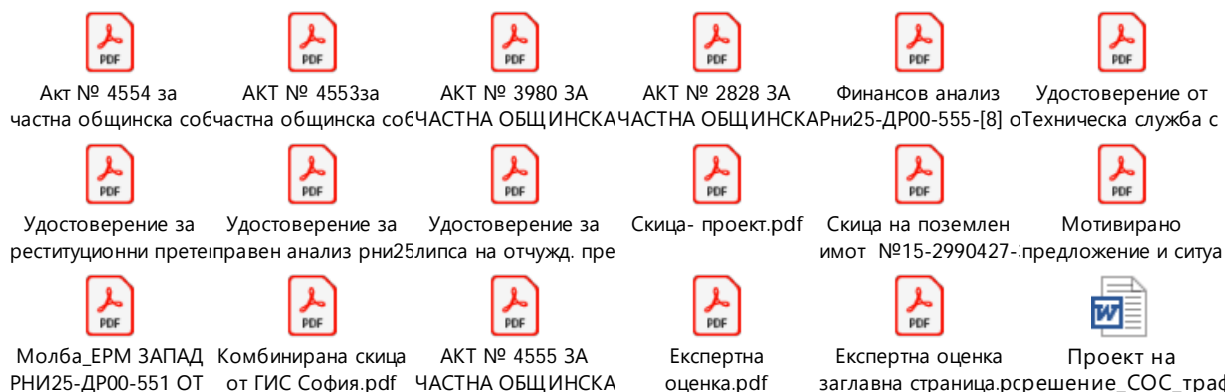 PDF PDF PDF PDF PDF PDF
Акт № 4554 за АКТ № 4553за АКТ № 3980 ЗА АКТ № 2828 ЗА Финансов анализ Удостоверение от
частна общинска соб частна общинска соб ЧАСТНА ОБЩИНСКА ЧАСТНА ОБЩИНСКА Рни25-ДР00-555-[8] о Техническа служба с
PDF PDF PDF PDF PDF PDF
Удостоверение за Удостоверение за Удостоверение за Скица- проект.pdf Скица на поземлен Мотивирано
реституционни прете правен анализ рни25 липса на отчужд. пре имот №15-2990427- предложение и ситуа
PDF PDF PDF PDF PDF W
Молба_ЕРМ ЗАПАД Комбинирана скица АКТ № 4555 ЗА Експертна Експертна оценка Проект на
РНИ25-ДР00-551 ОТ от ГИС София.pdf ЧАСТНА ОБЩИНСКА оценка.pdf заглавна страница.p решение_СОС_траф